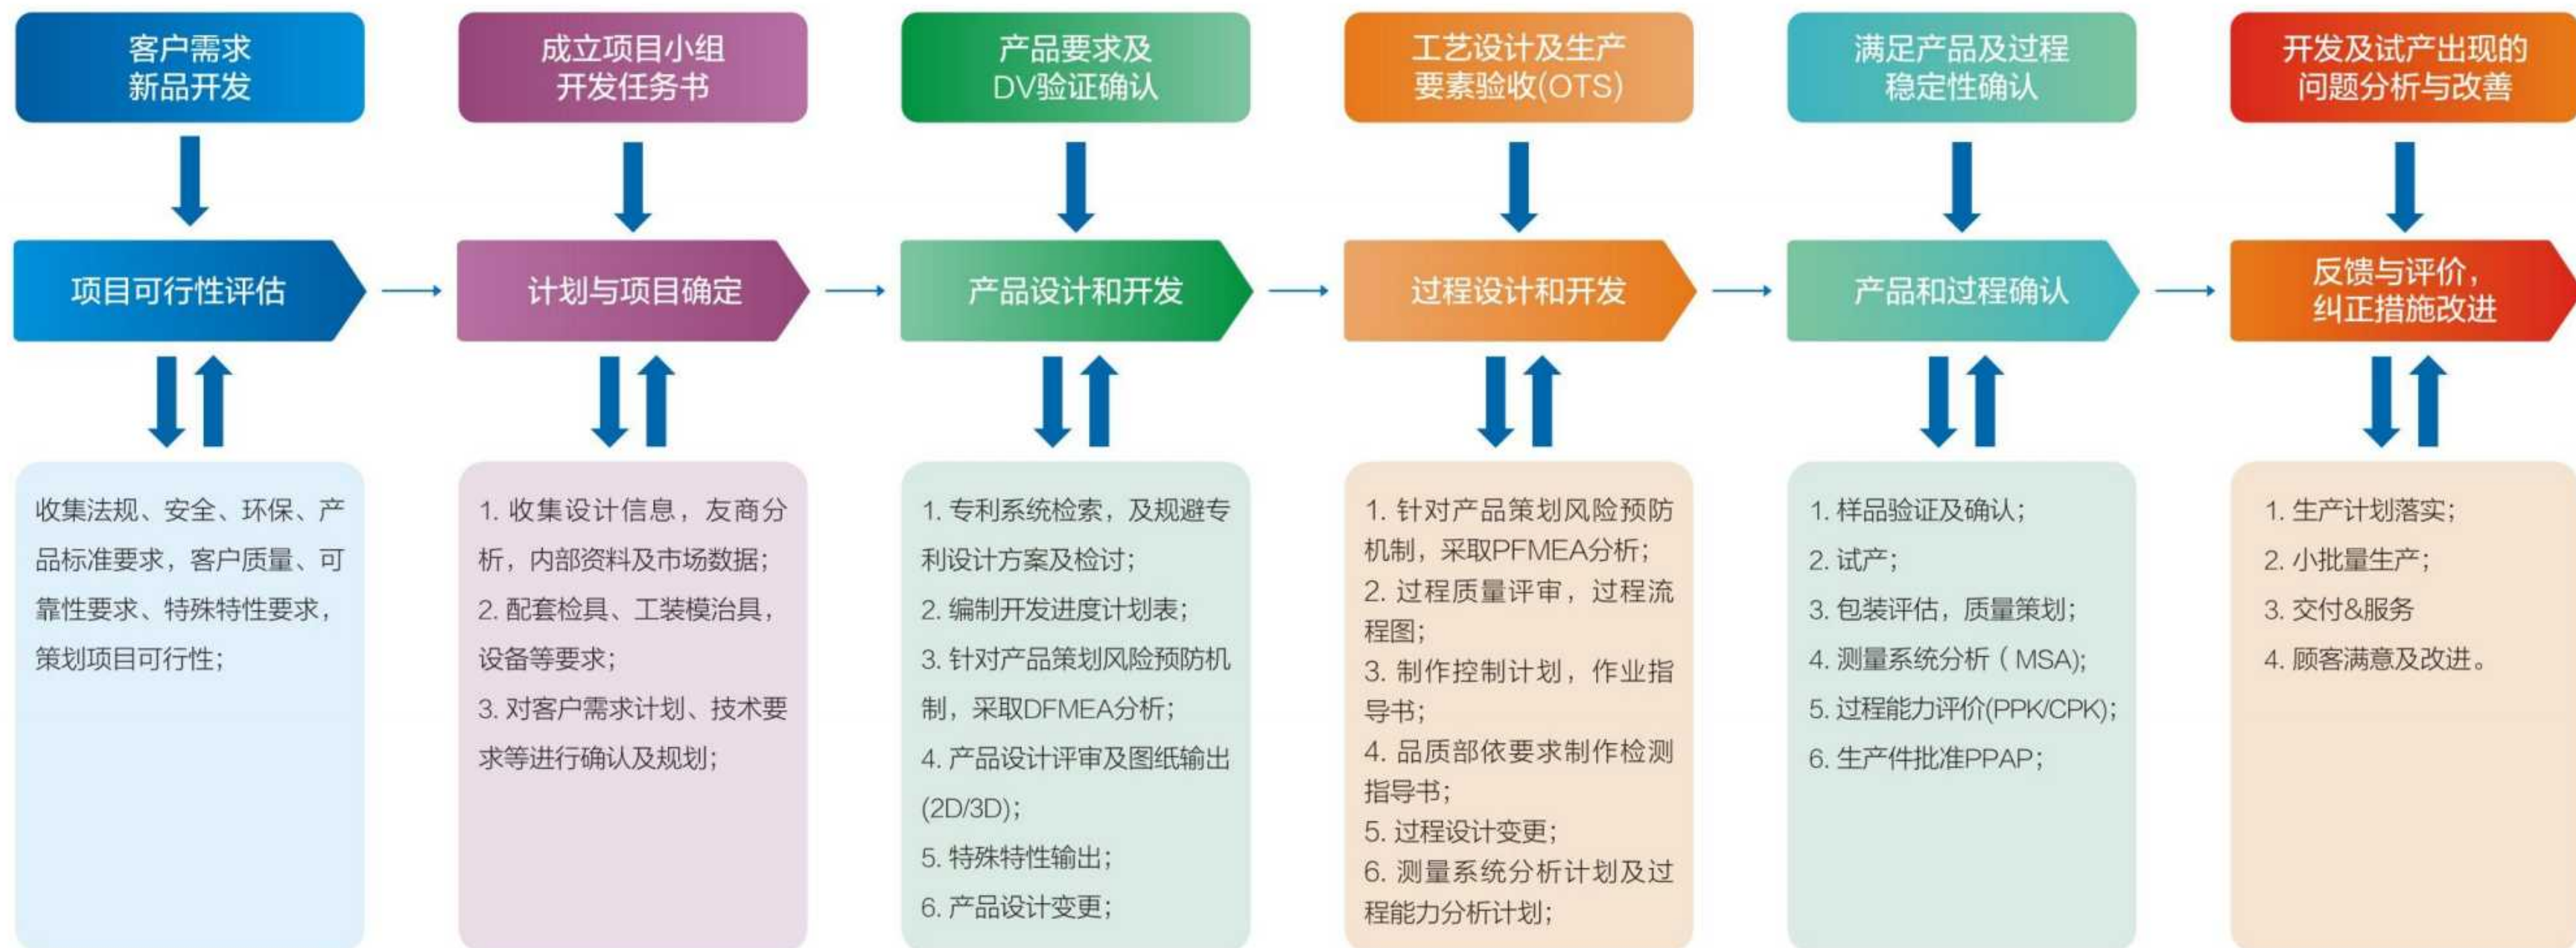 客户需求
新品开发
成立项目小组
开发任务书
产品要求及
DV验证确认
工艺设计及生产
要素验收(OTS)
满足产品及过程
稳定性确认
开发及试产出现的
问题分析与改善
项目可行性评估
计划与项目确定
产品设计和开发
过程设计和开发
产品和过程确认
反馈与评价,
纠正措施改进
收集法规、安全、环保、产
品标准要求，客户质量、可
靠性要求、特殊特性要求，
策划项目可行性；
1. 收集设计信息，友商分
析，内部资料及市场数据；
2. 配套检具、工装模治具，
设备等要求；
3. 对客户需求计划、技术要
求等进行确认及规划；
1. 专利系统检索，及规避专
利设计方案及检讨；
2. 编制开发进度计划表；
3. 针对产品策划风险预防机
制，采取DFMEA分析；
4. 产品设计评审及图纸输出
(2D/3D)；
5. 特殊特性输出；
6. 产品设计变更；
1. 针对产品策划风险预防
机制，采取PFMEA分析；
2. 过程质量评审，过程流
程图；
3. 制作控制计划，作业指
导书；
4. 品质部依要求制作检测
指导书；
5. 过程设计变更；
6. 测量系统分析计划及过
程能力分析计划；
1. 样品验证及确认；
2. 试产；
3. 包装评估，质量策划；
4. 测量系统分析（MSA)；
5. 过程能力评价(PPK/CPK)；
6. 生产件批准PPAP；
1. 生产计划落实；
2. 小批量生产；
3. 交付&服务
4. 顾客满意及改进。